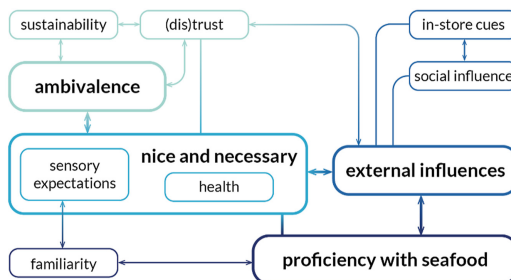 sustainability
(dis)trust
in-store cues
social influence
ambivalence
sensory
expectations
nice and necessary
health
external influences
familiarity
proficiency with seafood